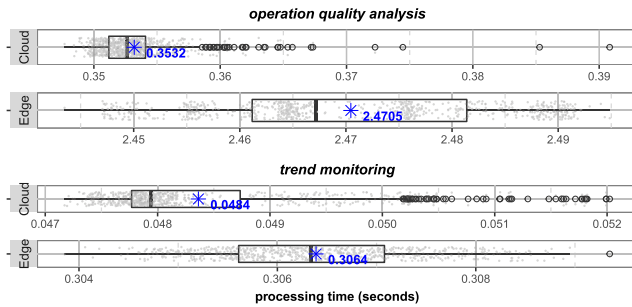 operation quality analysis
Cloud
0.3532
0.35 0.36 0.37 0.38 0.39
Edge
2.4705
2.45 2.46 2.47 2.48 2.49
trend monitoring
Cloud
0.0484
0.047 0.048 0.049 0.050 0.051 0.052
Edge
0.3064
0.304 0.306 0.308
processing time (seconds)